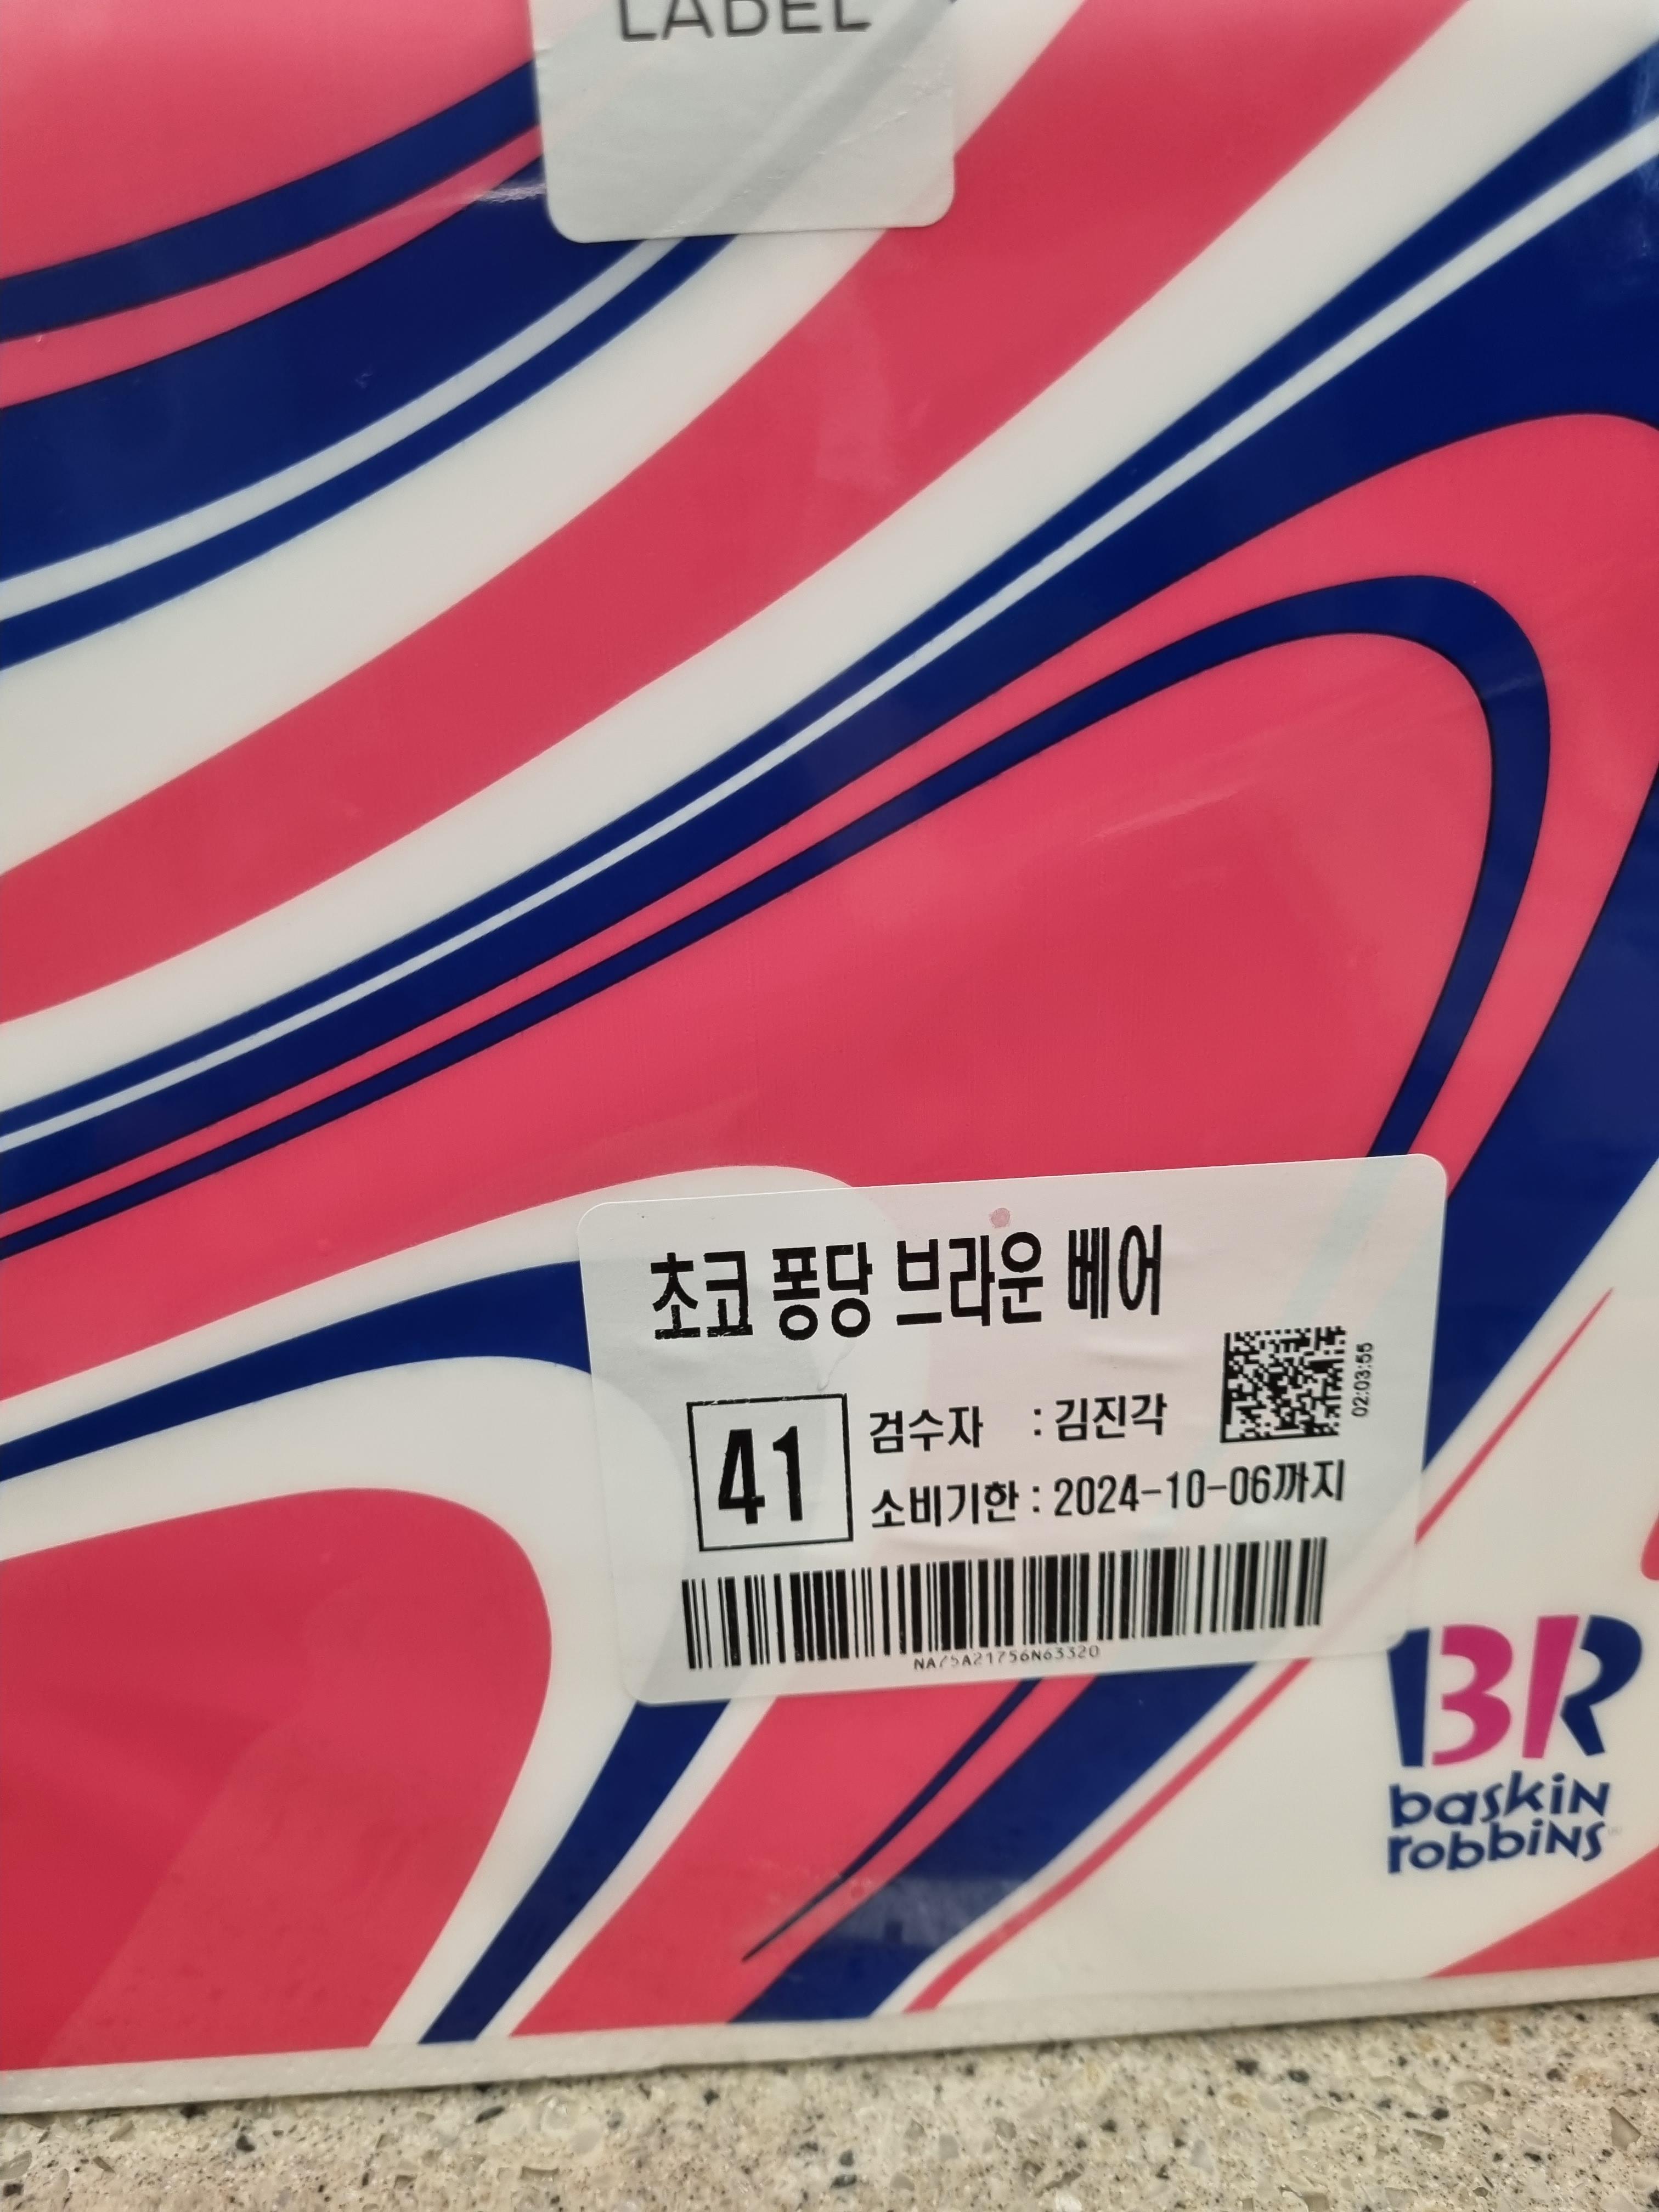 LABEL
초코 퐁당 브라운 베어
41
검수자 : 김진각
02:03:55
소비기한 : 2024-10-06까지
NA75A21756N63320
BR
baskin
robbins